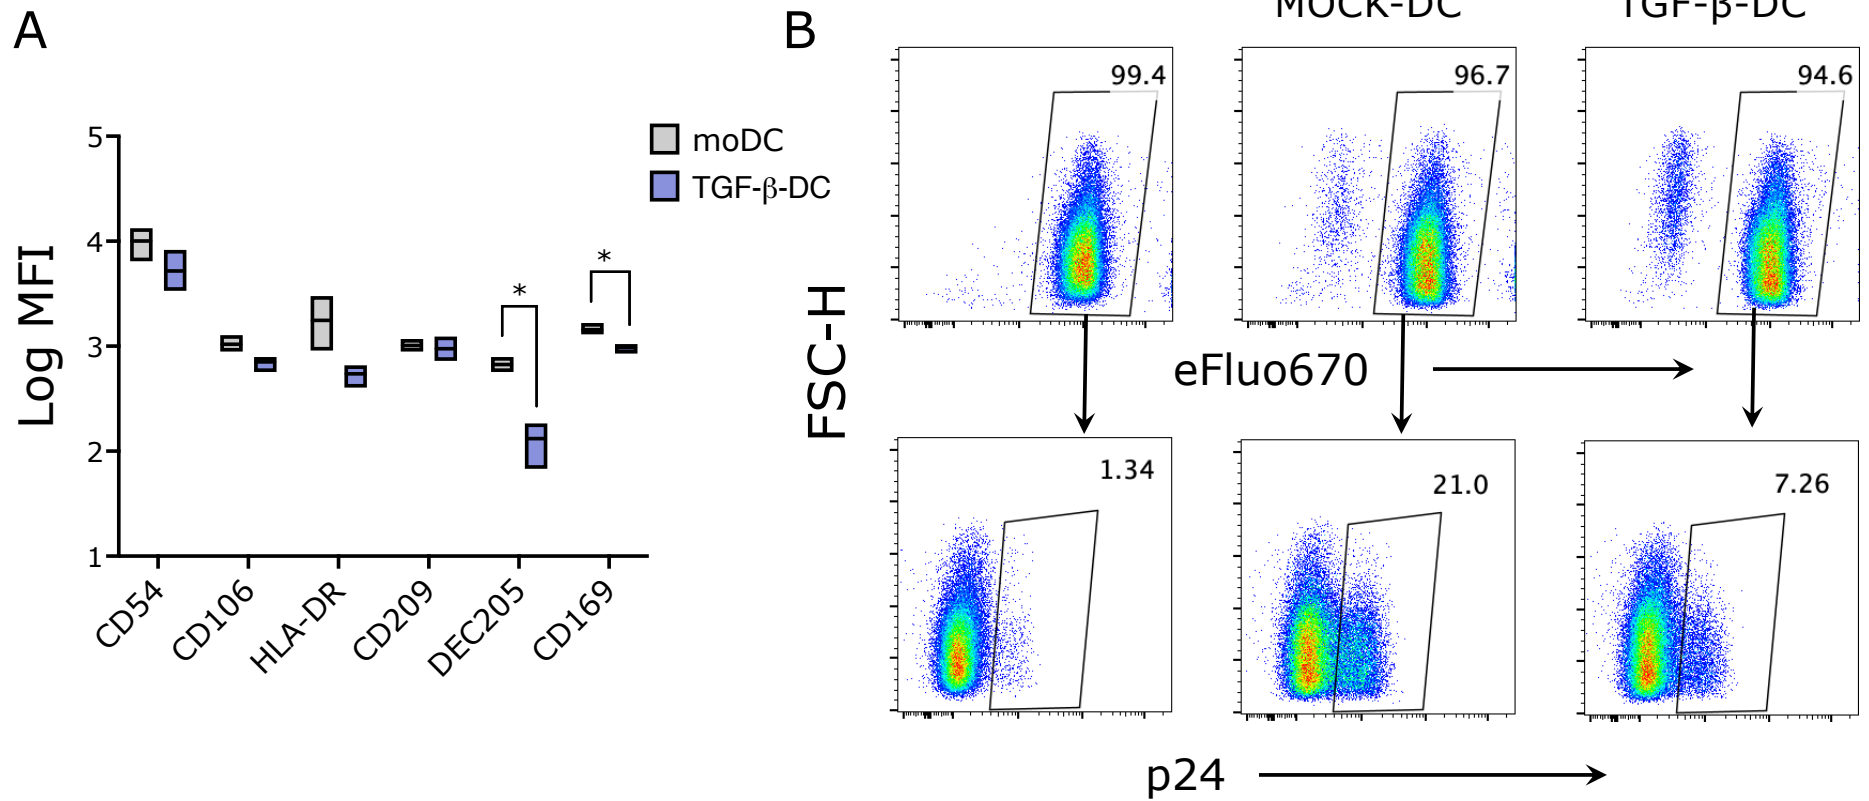 A
B
MOCK-DC
TGF-β-DC
5
4
3
2
1
Log MFI
moDC
TGF-β-DC
*
*
CD54
CD106
HLA-DR
CD209
DEC205
CD169
FSC-H
99.4
96.7
94.6
eFluo670
1.34
21.0
7.26
p24